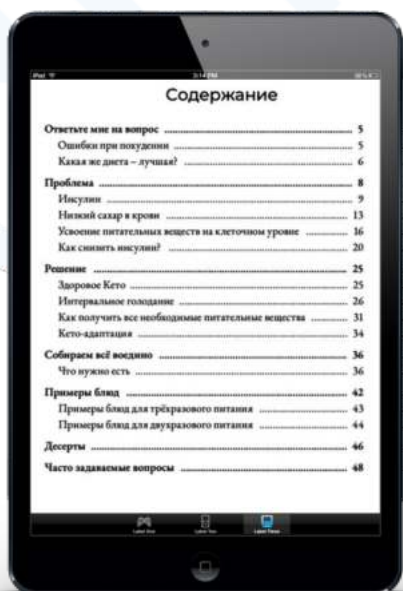 iPad 3:14 PM
Содержание
Ответьте мне на вопрос 5
Ошибки при похудении 5
Какая же диета – лучшая? 6
Проблема 8
Инсулин 9
Низкий сахар в крови 13
Усвоение питательных веществ на клеточном уровне 16
Как снизить инсулин? 20
Решение 25
Здоровое Кето 25
Интервальное голодание 26
Как получить все необходимые питательные вещества 31
Кето-адаптация 34
Собираем всё воедино 36
Что нужно есть 36
Примеры блюд 42
Примеры блюд для трёхразового питания 43
Примеры блюд для двухразового питания 44
Десерты 46
Часто задаваемые вопросы 48